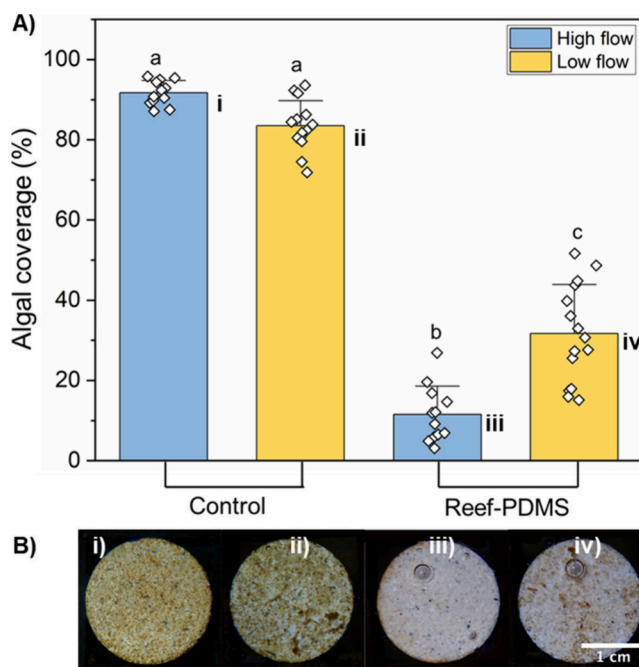 A)
High flow
Low flow
Algal coverage (%)
100
80
60
40
20
0
a
i
a
ii
b
iii
c
iv
Control
Reef-PDMS
B)
i)
ii)
iii)
iv)
1 cm